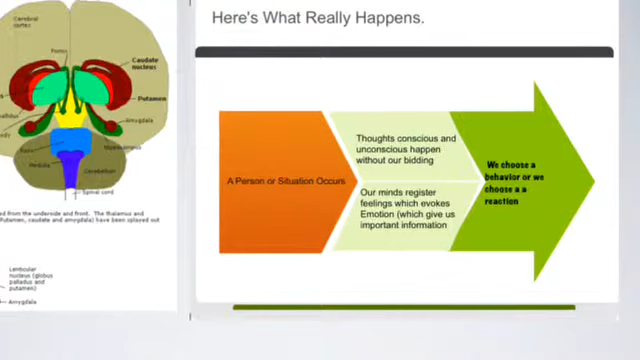 Cerebral
cortex
Caudate
nucleus
Putamen
Amygdala
Cerebellum
Spinal cord
ed from the underside and front. The thalamus and
Putamen, caudate and amygdala) have been splayed out
Lenticular
nucleus (globus
pallidus and
putamen)
Amygdala
Here's What Really Happens.
A Person or Situation Occurs
Thoughts conscious and
unconscious happen
without our bidding
Our minds register
feelings which evokes
Emotion (which give us
important information
We choose a
behavior or we
choose a a
reaction